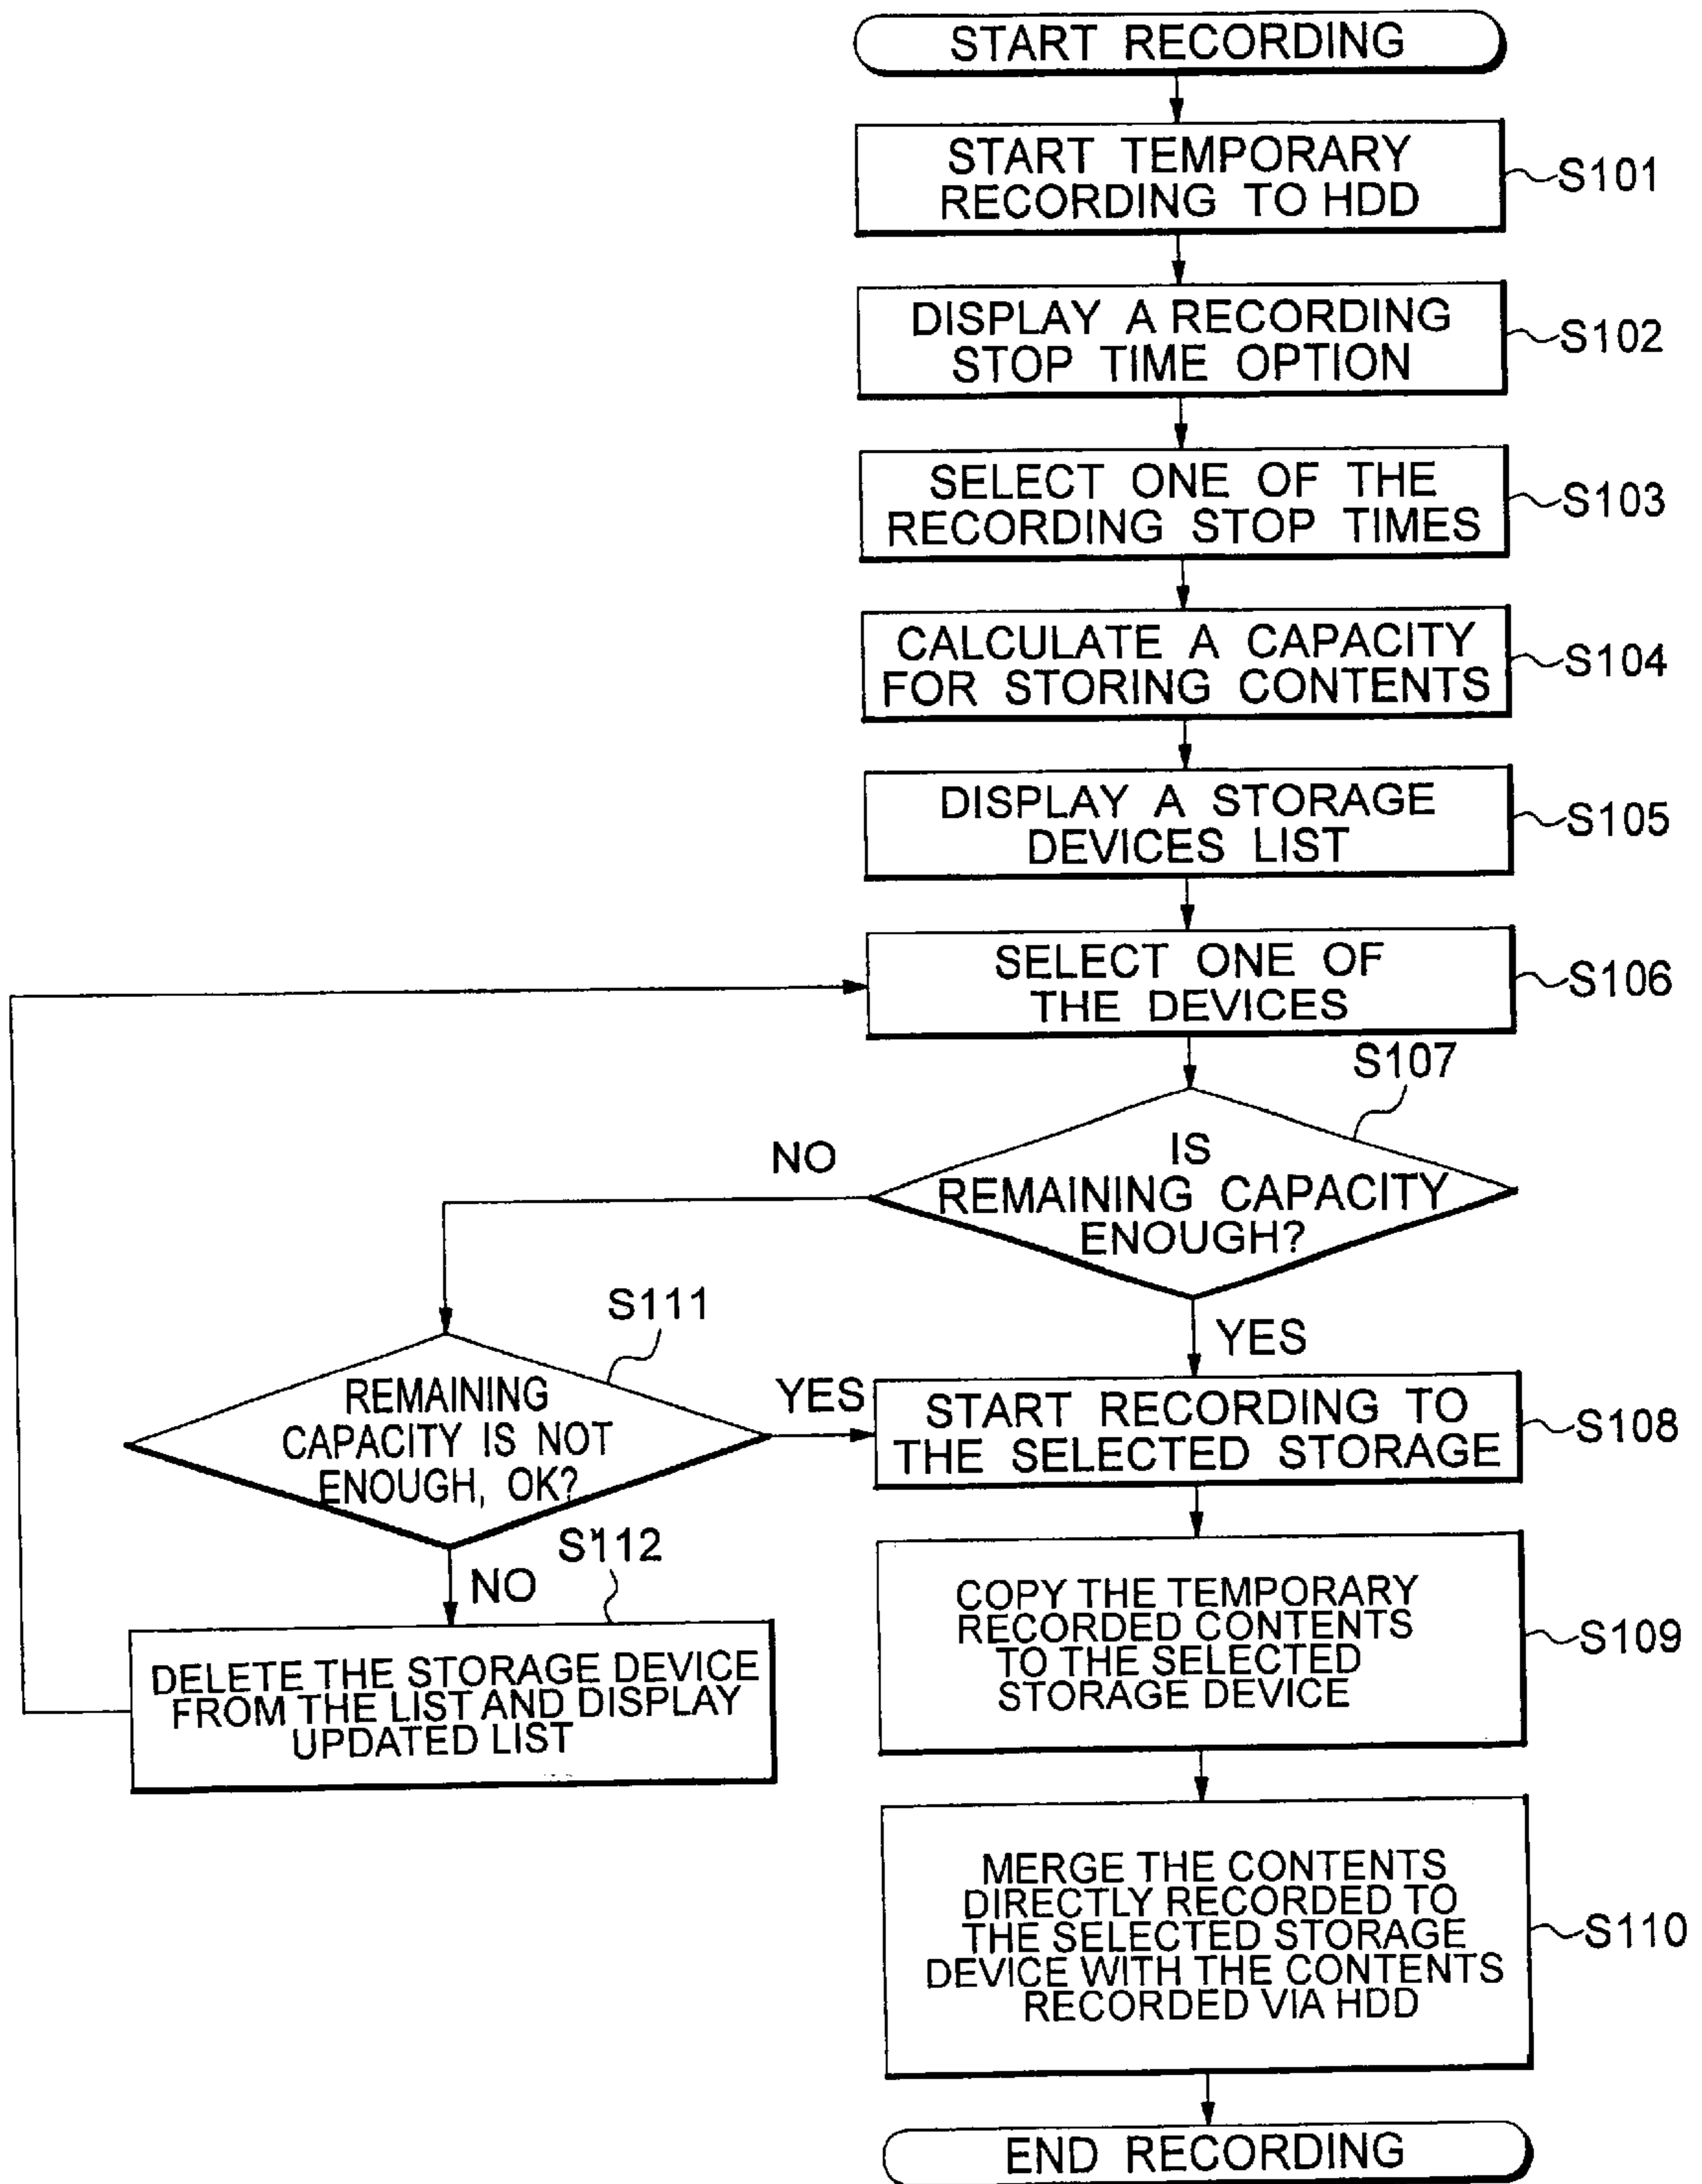 START RECORDING
START TEMPORARY
RECORDING TO HDD
S101
DISPLAY A RECORDING
STOP TIME OPTION
S102
SELECT ONE OF THE
RECORDING STOP TIMES
S103
CALCULATE A CAPACITY
FOR STORING CONTENTS
S104
DISPLAY A STORAGE
DEVICES LIST
S105
SELECT ONE OF
THE DEVICES
S106
S107
IS
REMAINING CAPACITY
ENOUGH?
NO
YES
S111
REMAINING
CAPACITY IS NOT
ENOUGH, OK?
YES
NO
START RECORDING TO
THE SELECTED STORAGE
S108
S112
DELETE THE STORAGE DEVICE
FROM THE LIST AND DISPLAY
UPDATED LIST
COPY THE TEMPORARY
RECORDED CONTENTS
TO THE SELECTED
STORAGE DEVICE
S109
MERGE THE CONTENTS
DIRECTLY RECORDED TO
THE SELECTED STORAGE
DEVICE WITH THE CONTENTS
RECORDED VIA HDD
S110
END RECORDING